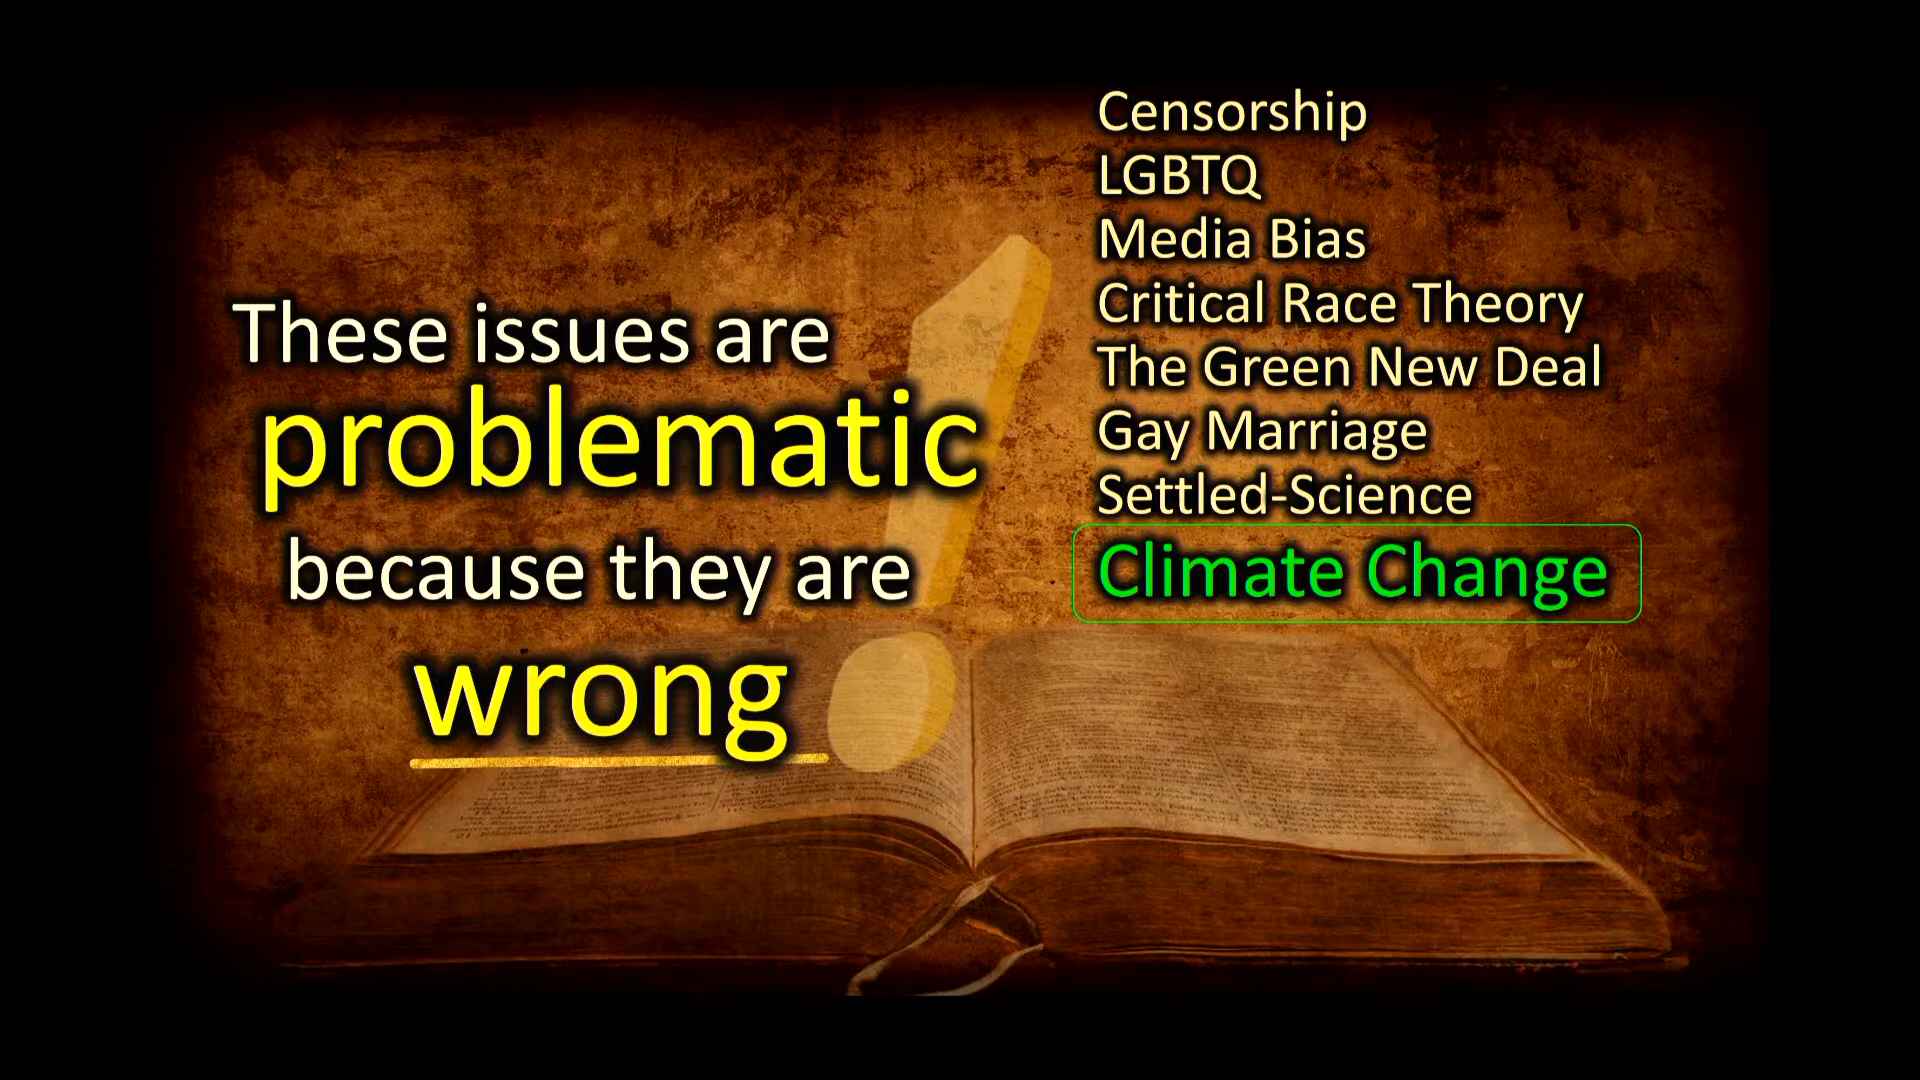 These issues are
problematic
because they are
wrong
Censorship
LGBTQ
Media Bias
Critical Race Theory
The Green New Deal
Gay Marriage
Settled-Science
Climate Change